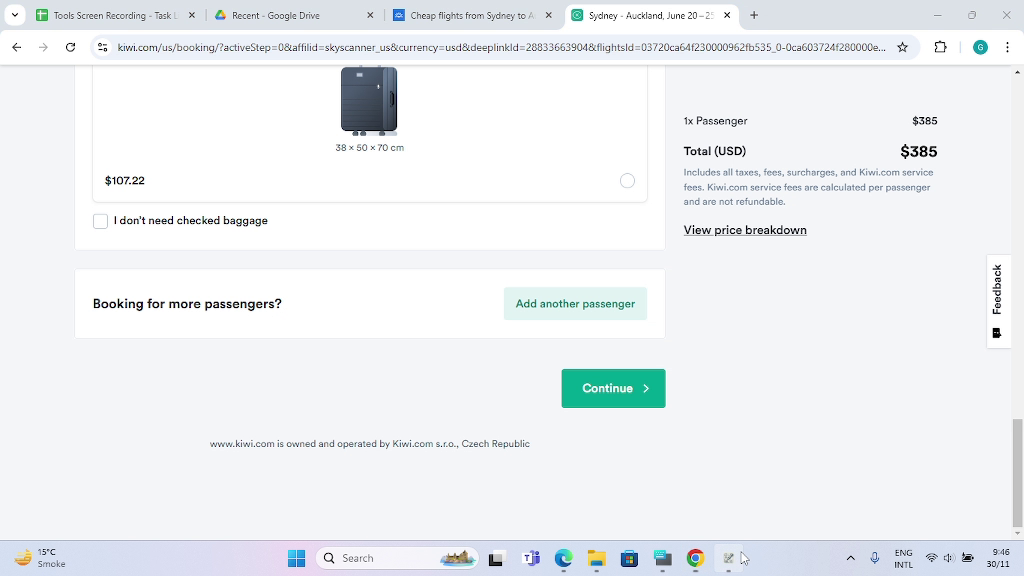 Tools Screen Recording - Task L
Recent - Google Drive
Cheap flights from Sydney to A
Sydney - Auckland, June 20 – 25
kiwi.com/us/booking/?activeStep=0&affilid=skyscanner_us&currency=usd&deeplinkId=28833663904&flightsId=03720ca64f230000962fb535_0-0ca603724f280000e...
G
38 × 50 × 70 cm
$107.22
I don't need checked baggage
Booking for more passengers?
Add another passenger
Continue
www.kiwi.com is owned and operated by Kiwi.com s.r.o., Czech Republic
1x Passenger $385
Total (USD) $385
Includes all taxes, fees, surcharges, and Kiwi.com service
fees. Kiwi.com service fees are calculated per passenger
and are not refundable.
View price breakdown
Feedback
15°C
Smoke
Search
ENG
INTL
9:46
30/11